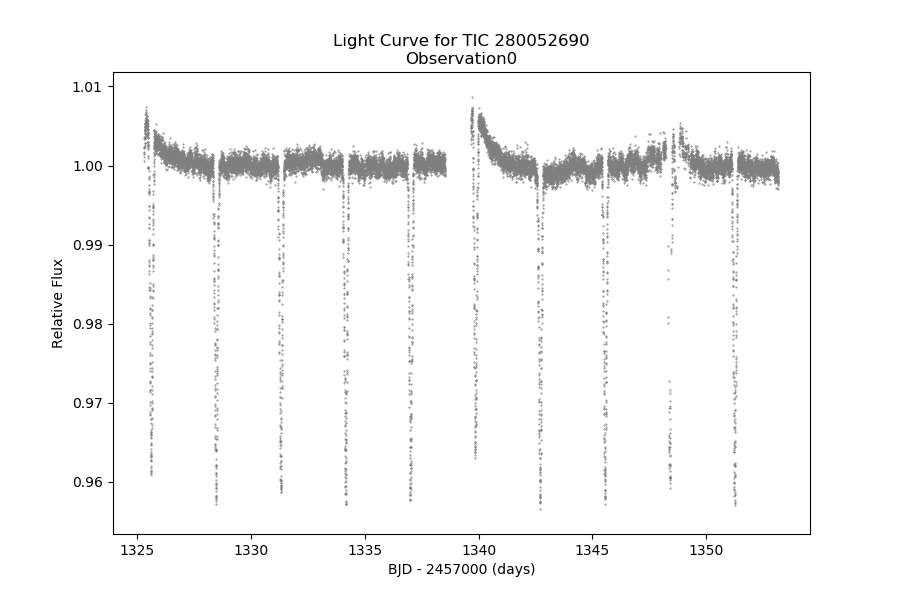 Light Curve for TIC 280052690
Observation0
1.01
1.00
0.99
0.98
0.97
0.96
Relative Flux
1325 1330 1335 1340 1345 1350
BJD - 2457000 (days)